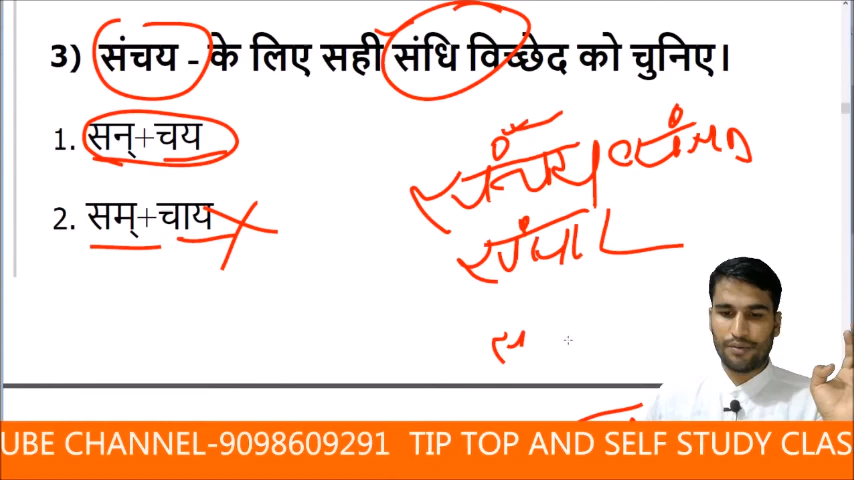 3) संचय - के लिए सही संधि विच्छेद को चुनिए।
1. सन्+चय
2. सम्+चाय
UBE CHANNEL-9098609291 TIP TOP AND SELF STUDY CLAS